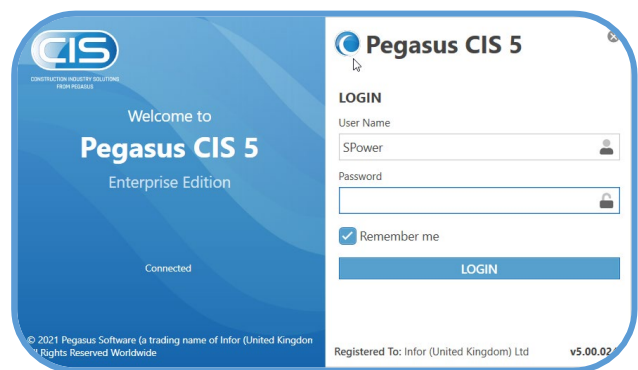 CIS
CONSTRUCTION INDUSTRY SOLUTIONS
FROM PEGASUS
Welcome to
Pegasus CIS 5
Enterprise Edition
Connected
© 2021 Pegasus Software (a trading name of Infor (United Kingdon
Rights Reserved Worldwide
Pegasus CIS 5
LOGIN
User Name
SPower
Password
Remember me
LOGIN
Registered To: Infor (United Kingdom) Ltd
v5.00.02